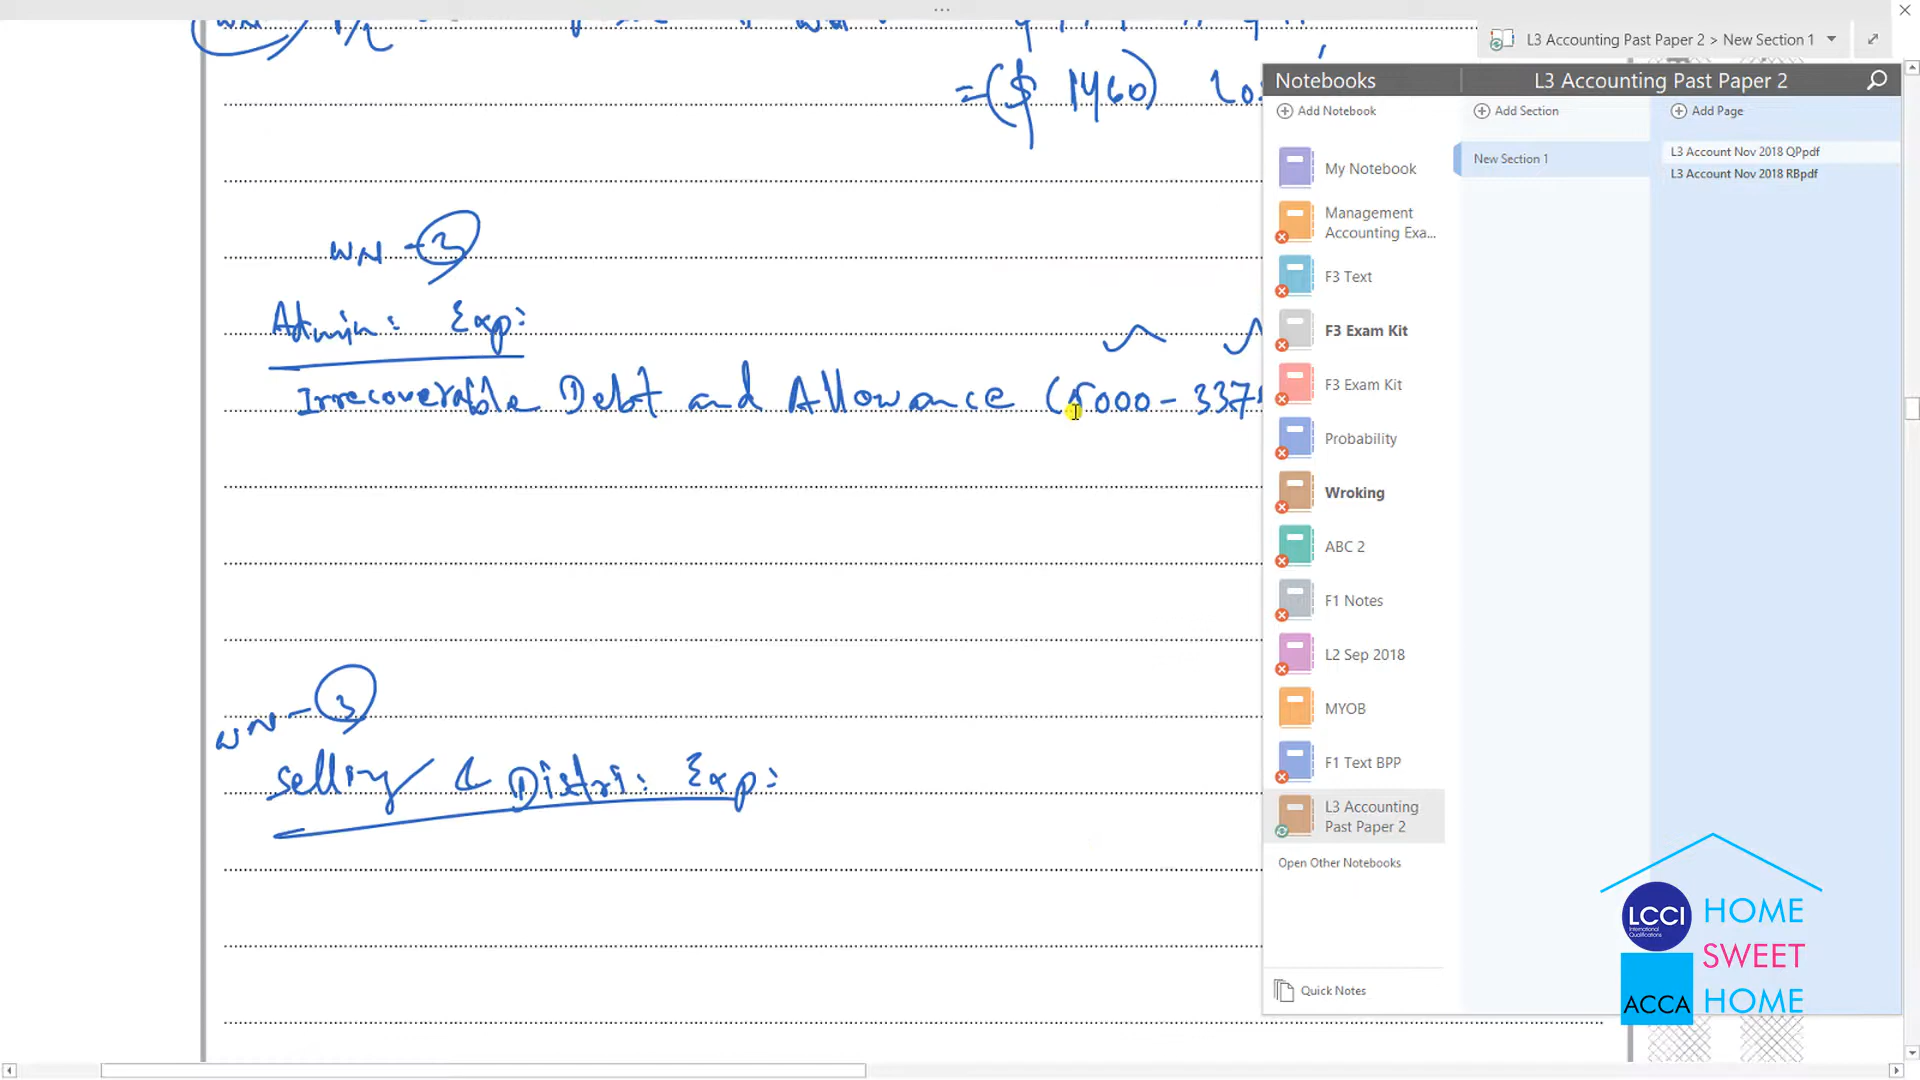 L3 Accounting Past Paper 2 > New Section 1
= ($ 1460)
Notebooks
L3 Accounting Past Paper 2
Add Notebook
Add Section
Add Page
My Notebook
Management
Accounting Exa...
F3 Text
F3 Exam Kit
F3 Exam Kit
Probability
Wroking
ABC 2
F1 Notes
L2 Sep 2018
MYOB
F1 Text BPP
L3 Accounting
Past Paper 2
Open Other Notebooks
Quick Notes
New Section 1
L3 Account Nov 2018 QPpdf
L3 Account Nov 2018 RBpdf
WN - 3
Admin: Exp:
Irrecoverable Debt and Allowance (5000 - 337
WN - 3
Selling & Distri: Exp:
LCCI
International
Qualifications
HOME
SWEET
ACCA HOME